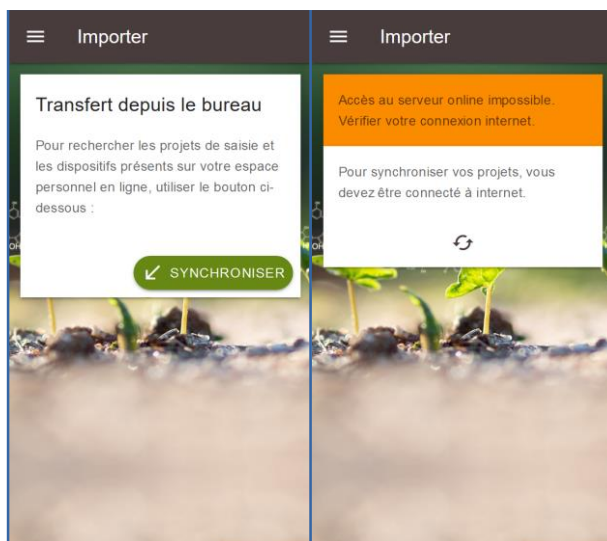 Importer
Transfert depuis le bureau
Pour rechercher les projets de saisie et
les dispositifs présents sur votre espace
personnel en ligne, utiliser le bouton ci-
dessous :
SYNCHRONISER
Importer
Accès au serveur online impossible.
Vérifier votre connexion internet.
Pour synchroniser vos projets, vous
devez être connecté à internet.